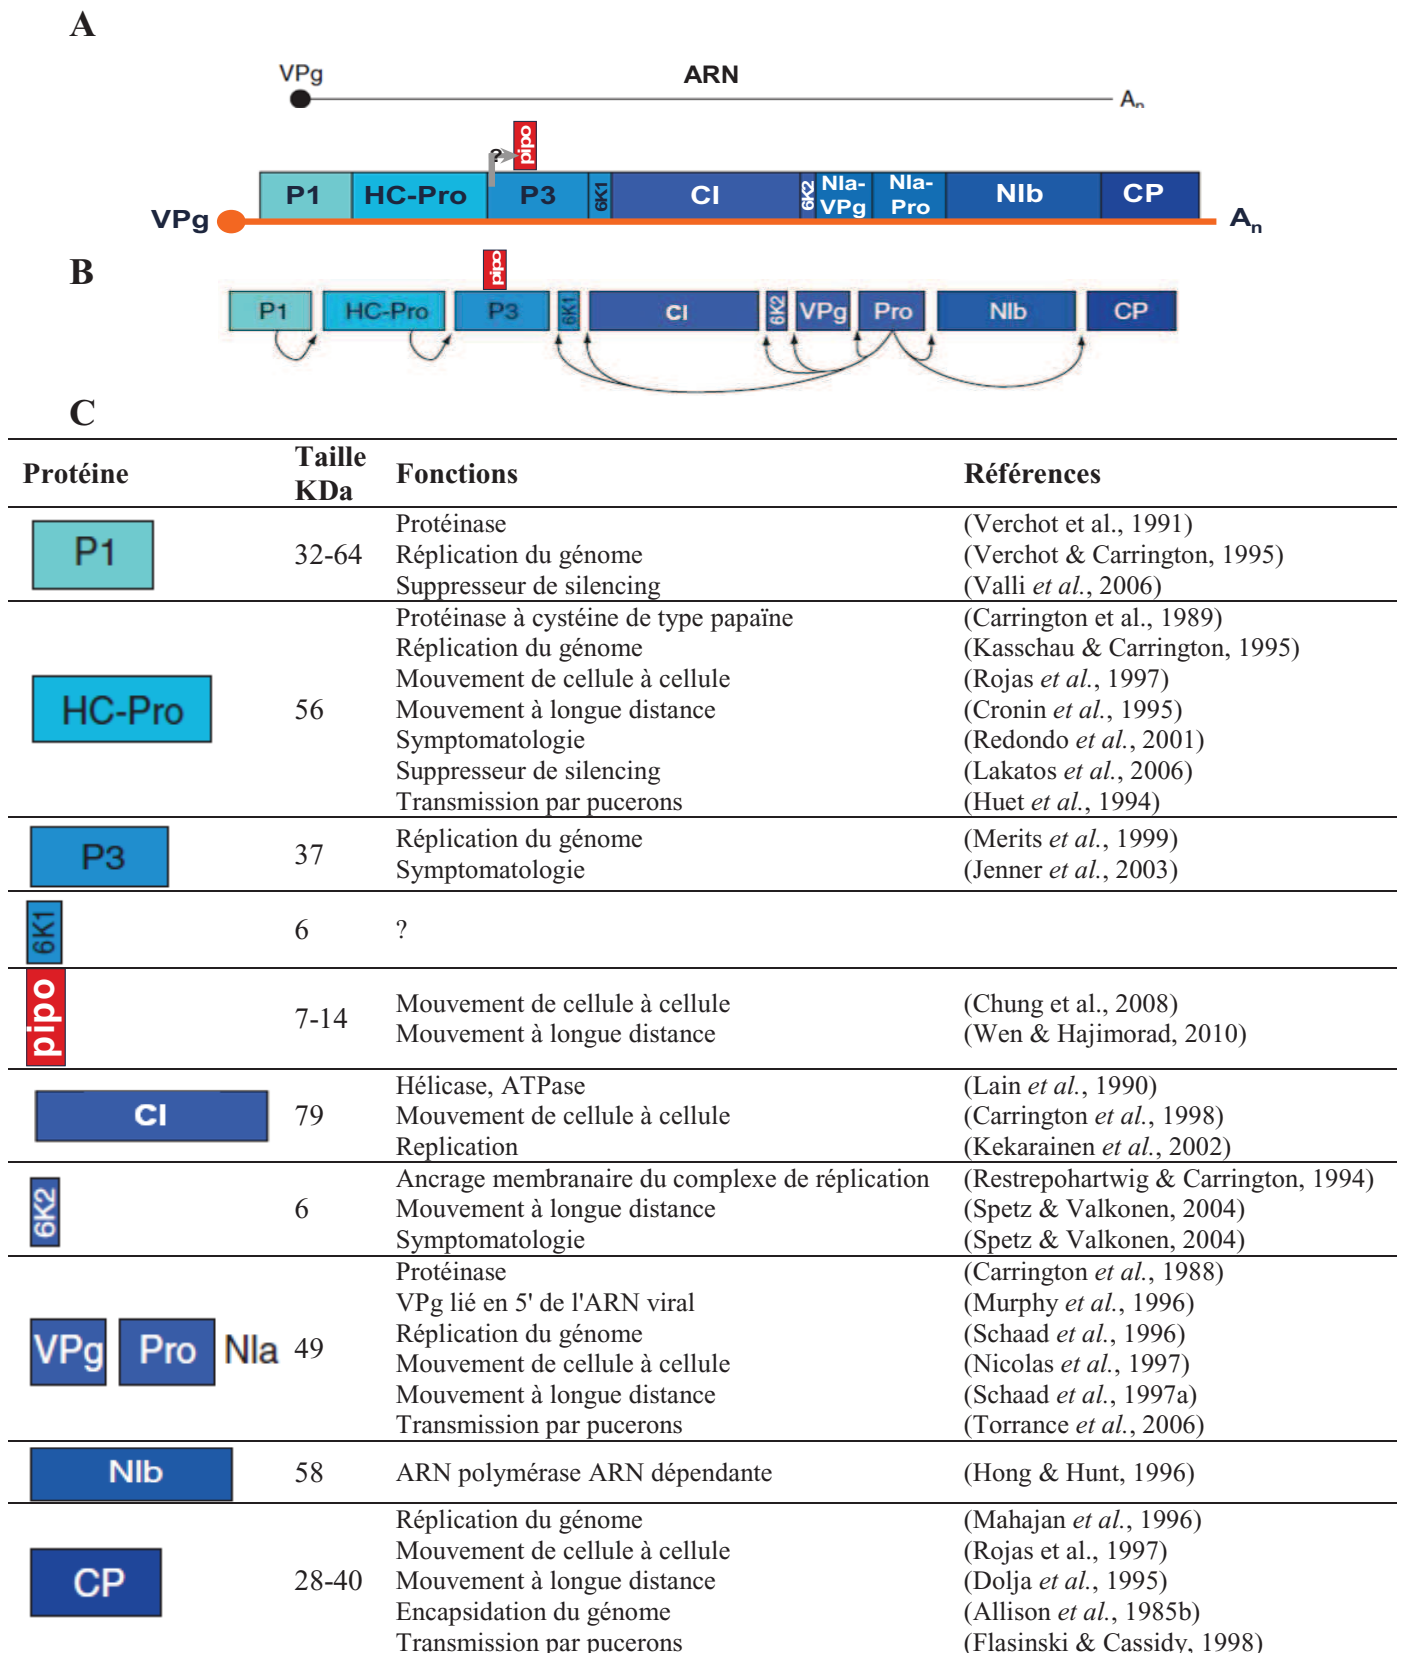 A
VPg
ARN
An
pipo
?
P1 HC-Pro P3 6K1 CI 6K2 NIa-VPg NIa-Pro NIb CP
VPg
An
B
pipo
P1 HC-Pro P3 6K1 CI 6K2 VPg Pro NIb CP
C
Protéine Taille KDa Fonctions Références
P1 32-64
Protéinase (Verchot et al., 1991)
Réplication du génome (Verchot & Carrington, 1995)
Suppresseur de silencing (Valli et al., 2006)
HC-Pro 56
Protéinase à cystéine de type papaïne (Carrington et al., 1989)
Réplication du génome (Kasschau & Carrington, 1995)
Mouvement de cellule à cellule (Rojas et al., 1997)
Mouvement à longue distance (Cronin et al., 1995)
Symptomatologie (Redondo et al., 2001)
Suppresseur de silencing (Lakatos et al., 2006)
Transmission par pucerons (Huet et al., 1994)
P3 37
Réplication du génome (Merits et al., 1999)
Symptomatologie (Jenner et al., 2003)
6K1 6 ?
pipo 7-14
Mouvement de cellule à cellule (Chung et al., 2008)
Mouvement à longue distance (Wen & Hajimorad, 2010)
CI 79
Hélicase, ATPase (Lain et al., 1990)
Mouvement de cellule à cellule (Carrington et al., 1998)
Replication (Kekarainen et al., 2002)
6K2 6
Ancrage membranaire du complexe de réplication (Restrepohartwig & Carrington, 1994)
Mouvement à longue distance (Spetz & Valkonen, 2004)
Symptomatologie (Spetz & Valkonen, 2004)
VPg Pro NIa 49
Protéinase (Carrington et al., 1988)
VPg lié en 5' de l'ARN viral (Murphy et al., 1996)
Réplication du génome (Schaad et al., 1996)
Mouvement de cellule à cellule (Nicolas et al., 1997)
Mouvement à longue distance (Schaad et al., 1997a)
Transmission par pucerons (Torrance et al., 2006)
NIb 58 ARN polymérase ARN dépendante (Hong & Hunt, 1996)
CP 28-40
Réplication du génome (Mahajan et al., 1996)
Mouvement de cellule à cellule (Rojas et al., 1997)
Mouvement à longue distance (Dolja et al., 1995)
Encapsidation du génome (Allison et al., 1985b)
Transmission par pucerons (Flasinski & Cassidy, 1998)